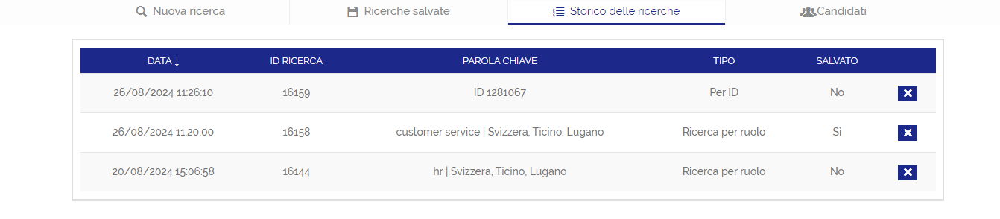 Nuova ricerca Ricerche salvate Storico delle ricerche Candidati
DATA ↓ ID RICERCA PAROLA CHIAVE TIPO SALVATO
26/08/2024 11:26:10 16159 ID 1281067 Per ID No
26/08/2024 11:20:00 16158 customer service | Svizzera, Ticino, Lugano Ricerca per ruolo Sì
20/08/2024 15:06:58 16144 hr | Svizzera, Ticino, Lugano Ricerca per ruolo No